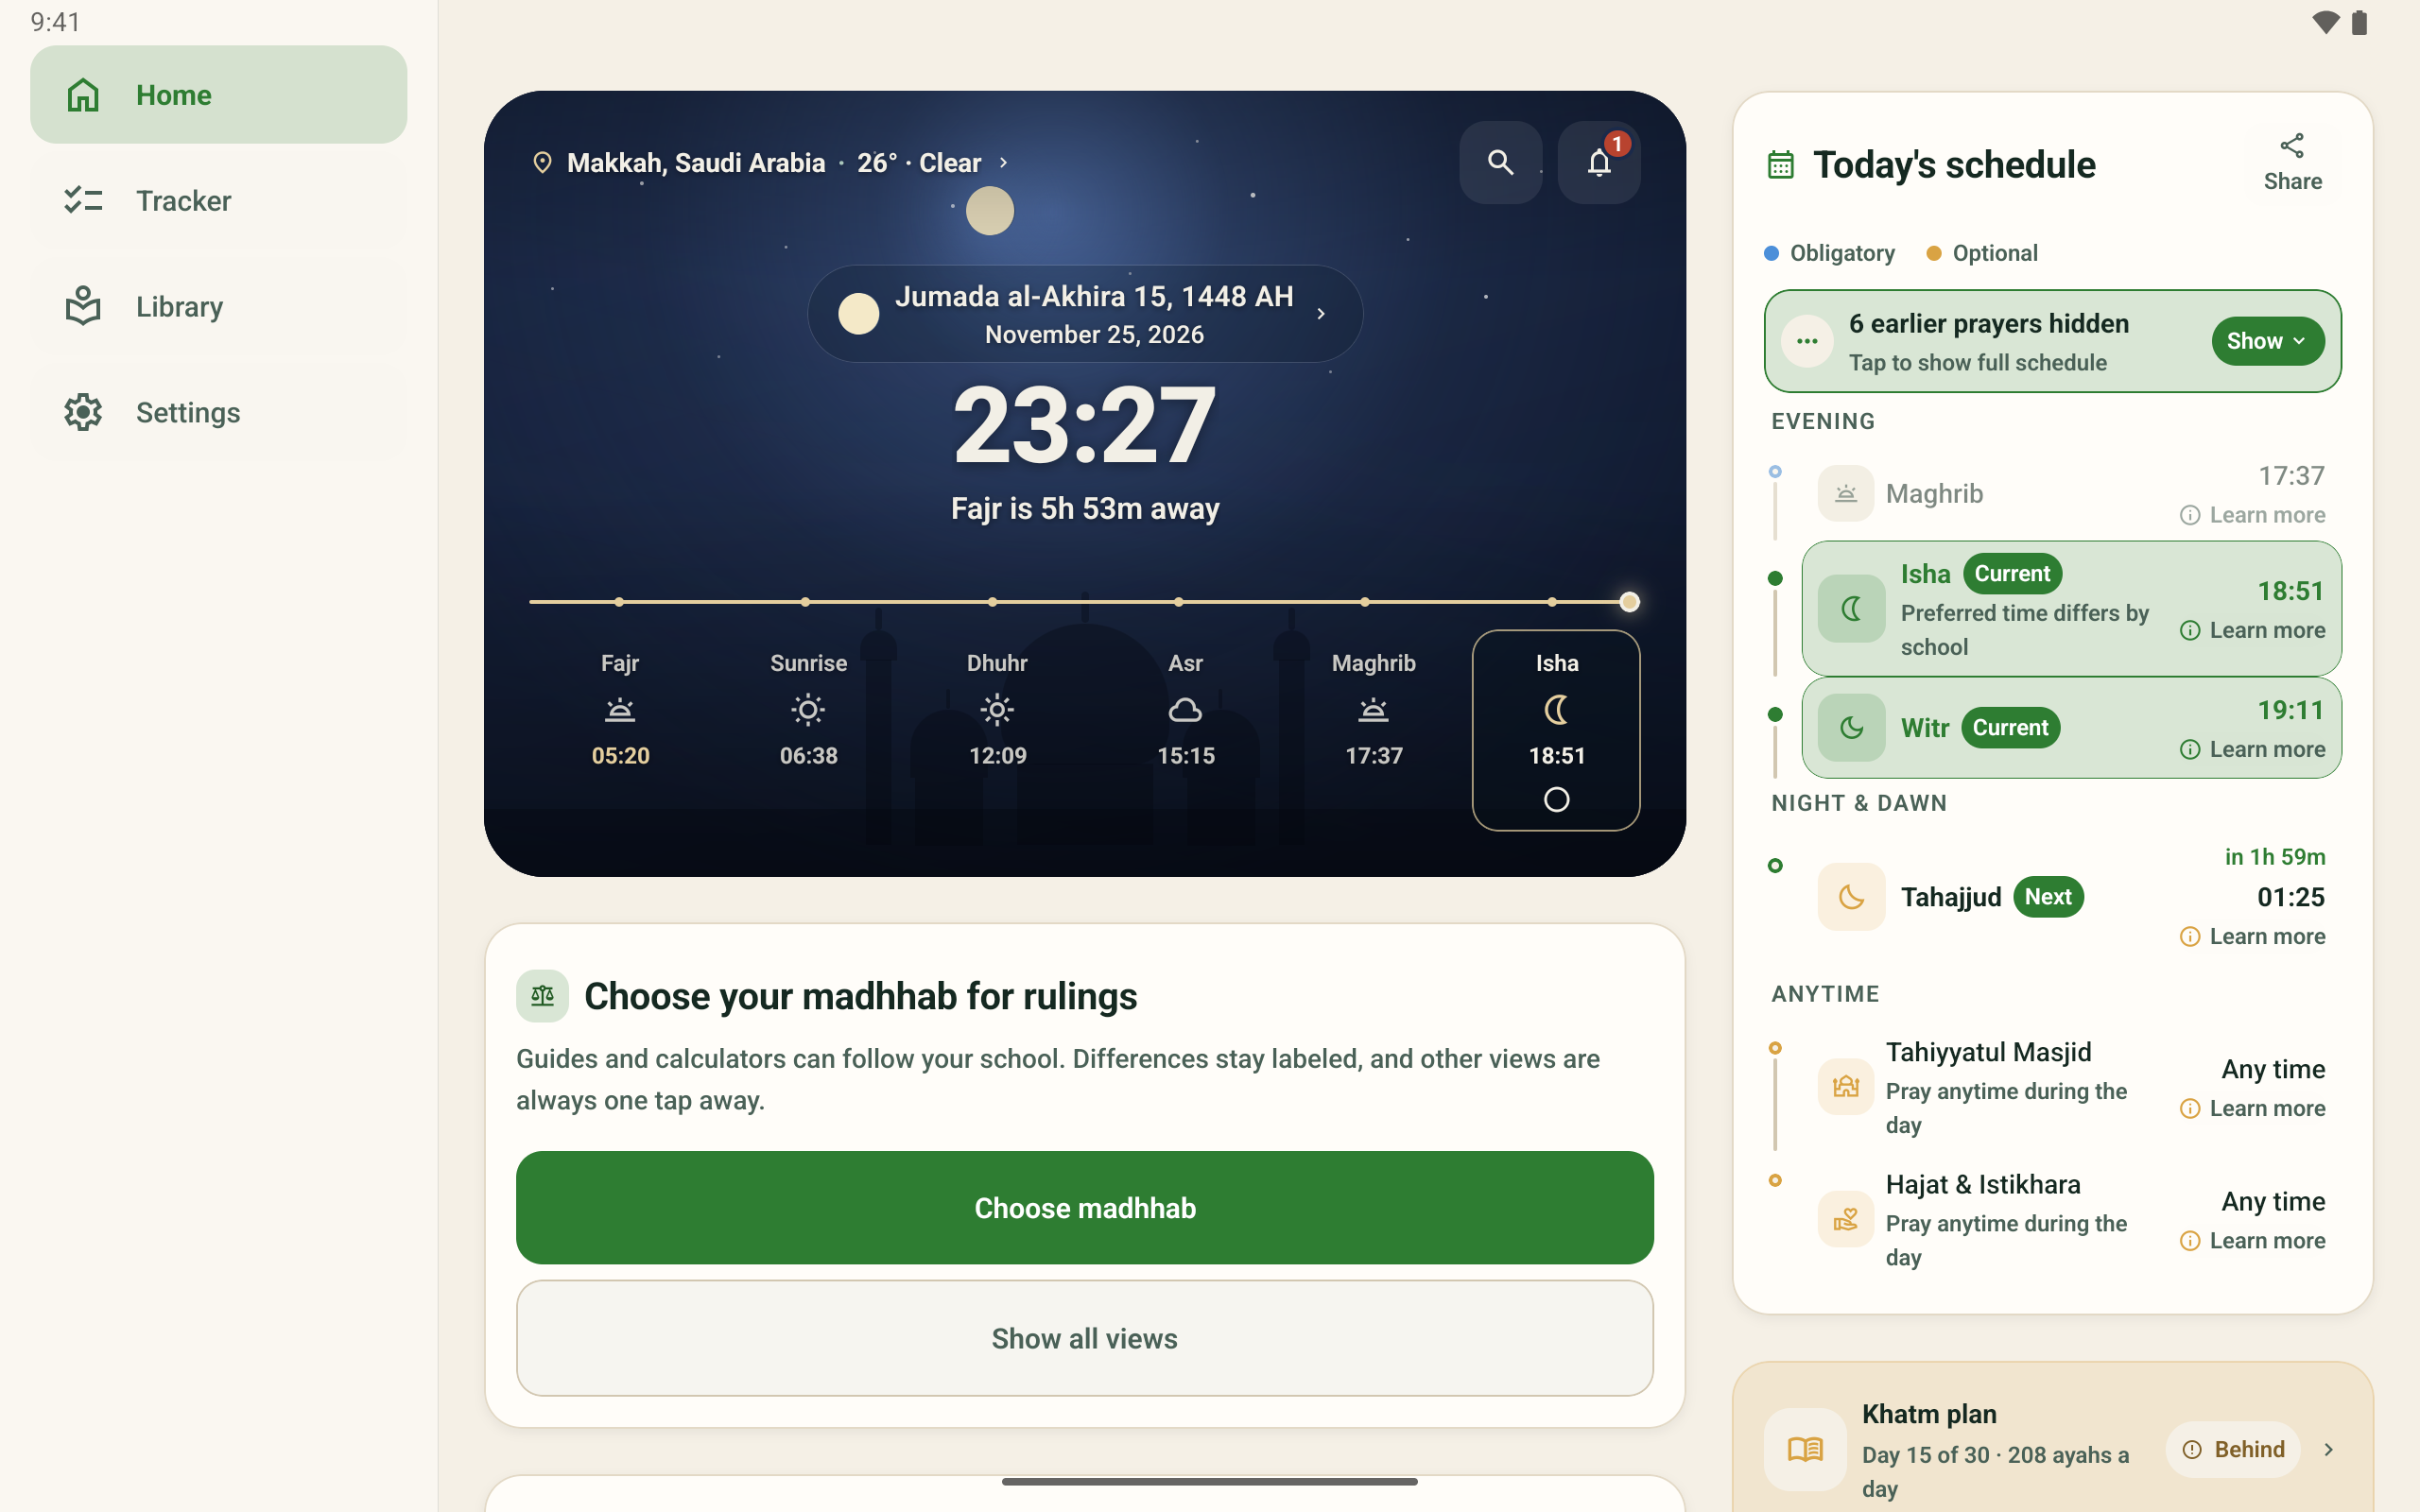 9:41
Home
Tracker
Library
Settings
Makkah, Saudi Arabia · 26° · Clear
1
Jumada al-Akhira 15, 1448 AH
November 25, 2026
23:27
Fajr is 5h 53m away
Fajr
05:20
Sunrise
06:38
Dhuhr
12:09
Asr
15:15
Maghrib
17:37
Isha
18:51
Choose your madhhab for rulings
Guides and calculators can follow your school. Differences stay labeled, and other views are
always one tap away.
Choose madhhab
Show all views
Today's schedule
Share
Obligatory
Optional
6 earlier prayers hidden
Tap to show full schedule
Show
EVENING
Maghrib
17:37
Learn more
Isha
Current
Preferred time differs by
school
18:51
Learn more
Witr
Current
19:11
Learn more
NIGHT & DAWN
Tahajjud
Next
in 1h 59m
01:25
Learn more
ANYTIME
Tahiyyatul Masjid
Pray anytime during the
day
Any time
Learn more
Hajat & Istikhara
Pray anytime during the
day
Any time
Learn more
Khatm plan
Day 15 of 30 · 208 ayahs a
day
Behind